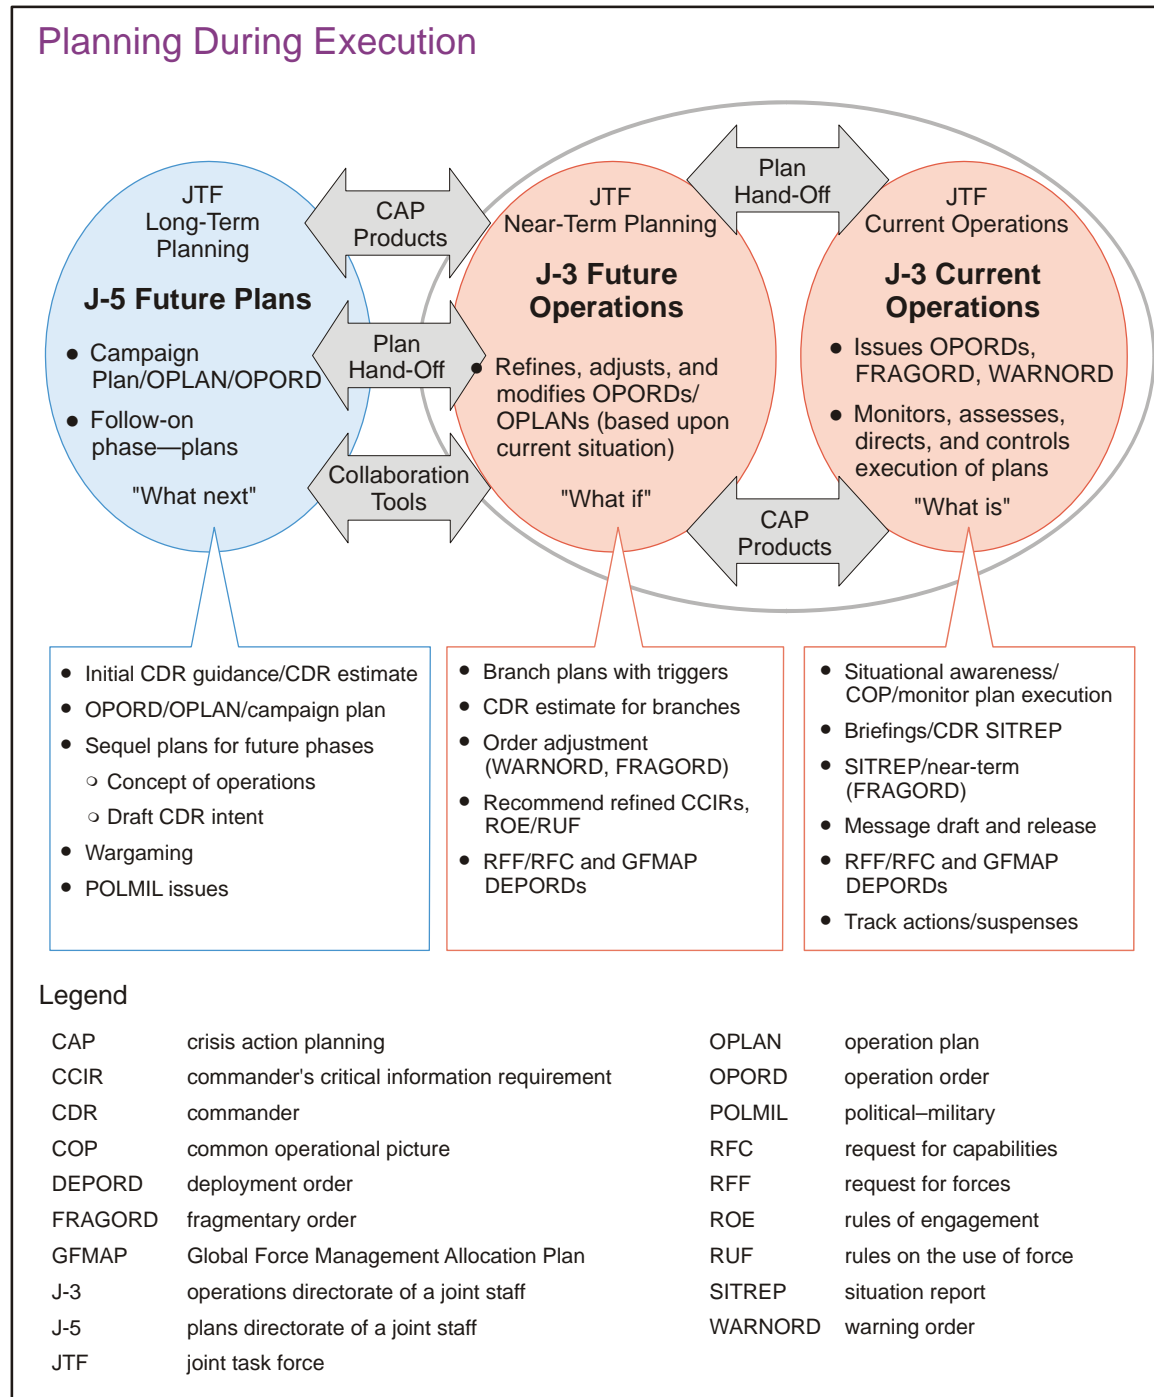 Planning During Execution
JTF
Long-Term
Planning
J-5 Future Plans
● Campaign
Plan/OPLAN/OPORD
● Follow-on
phase—plans
"What next"
CAP
Products
Plan
Hand-Off
Collaboration
Tools
JTF
Near-Term Planning
J-3 Future
Operations
● Refines, adjusts, and
modifies OPORDs/
OPLANs (based upon
current situation)
"What if"
Plan
Hand-Off
CAP
Products
JTF
Current Operations
J-3 Current
Operations
● Issues OPORDs,
FRAGORD, WARNORD
● Monitors, assesses,
directs, and controls
execution of plans
"What is"
● Initial CDR guidance/CDR estimate
● OPORD/OPLAN/campaign plan
● Sequel plans for future phases
❍ Concept of operations
❍ Draft CDR intent
● Wargaming
● POLMIL issues
● Branch plans with triggers
● CDR estimate for branches
● Order adjustment
(WARNORD, FRAGORD)
● Recommend refined CCIRs,
ROE/RUF
● RFF/RFC and GFMAP
DEPORDs
● Situational awareness/
COP/monitor plan execution
● Briefings/CDR SITREP
● SITREP/near-term
(FRAGORD)
● Message draft and release
● RFF/RFC and GFMAP
DEPORDs
● Track actions/suspenses
Legend
CAP crisis action planning
CCIR commander's critical information requirement
CDR commander
COP common operational picture
DEPORD deployment order
FRAGORD fragmentary order
GFMAP Global Force Management Allocation Plan
J-3 operations directorate of a joint staff
J-5 plans directorate of a joint staff
JTF joint task force
OPLAN operation plan
OPORD operation order
POLMIL political–military
RFC request for capabilities
RFF request for forces
ROE rules of engagement
RUF rules on the use of force
SITREP situation report
WARNORD warning order